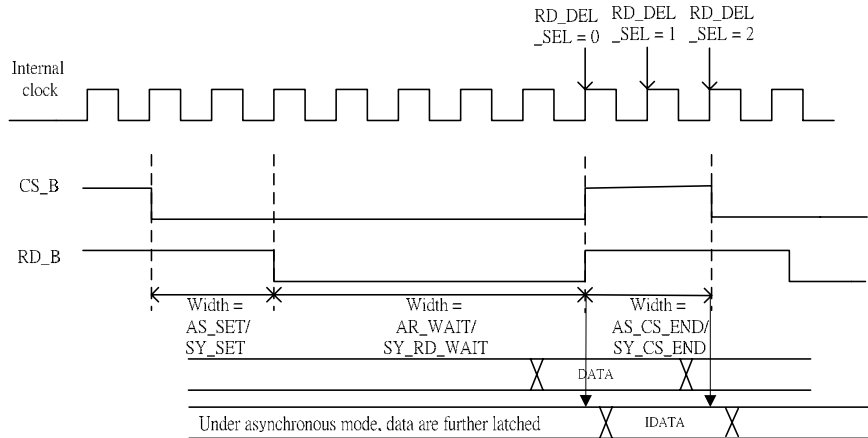 RD_DEL RD_DEL RD_DEL
_SEL = 0 _SEL = 1 _SEL = 2
Internal
clock
CS_B
RD_B
Width = Width = Width =
AS_SET/ AR_WAIT/ AS_CS_END/
SY_SET SY_RD_WAIT SY_CS_END
DATA
Under asynchronous mode, data are further latched IDATA